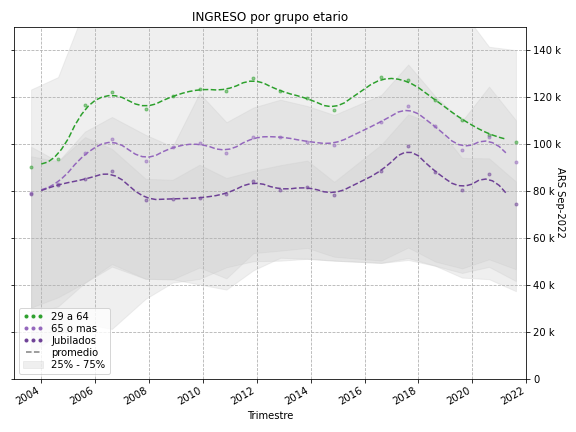 INGRESO por grupo etario
140 k
120 k
100 k
80 k
60 k
40 k
20 k
0
ARS Sep-2022
29 a 64
65 o mas
Jubilados
promedio
25% - 75%
2004
2006
2008
2010
2012
2014
2016
2018
2020
2022
Trimestre